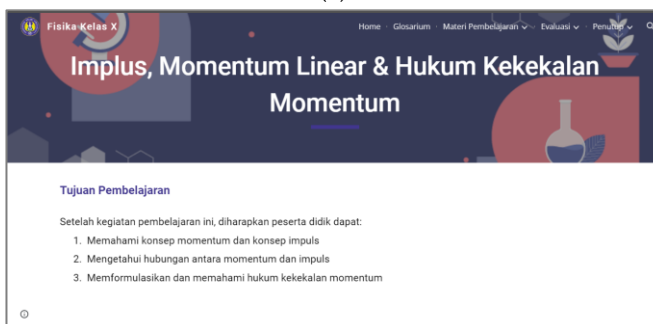 Fisika Kelas X
Home · Glosarium · Materi Pembelajaran · Evaluasi · Penutup
Implus, Momentum Linear & Hukum Kekekalan
Momentum
Tujuan Pembelajaran
Setelah kegiatan pembelajaran ini, diharapkan peserta didik dapat:
1. Memahami konsep momentum dan konsep impuls
2. Mengetahui hubungan antara momentum dan impuls
3. Memformulasikan dan memahami hukum kekekalan momentum